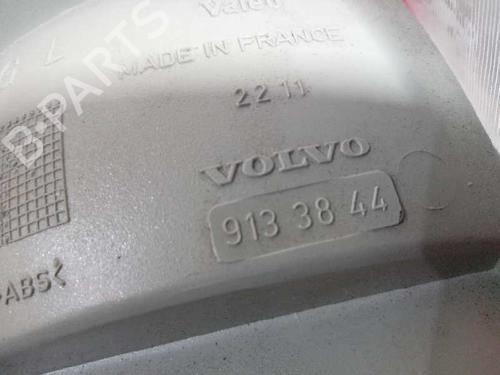 Valeo
MADE IN FRANCE
22 11
VOLVO
913 38 44
>ABS<
B-PARTS